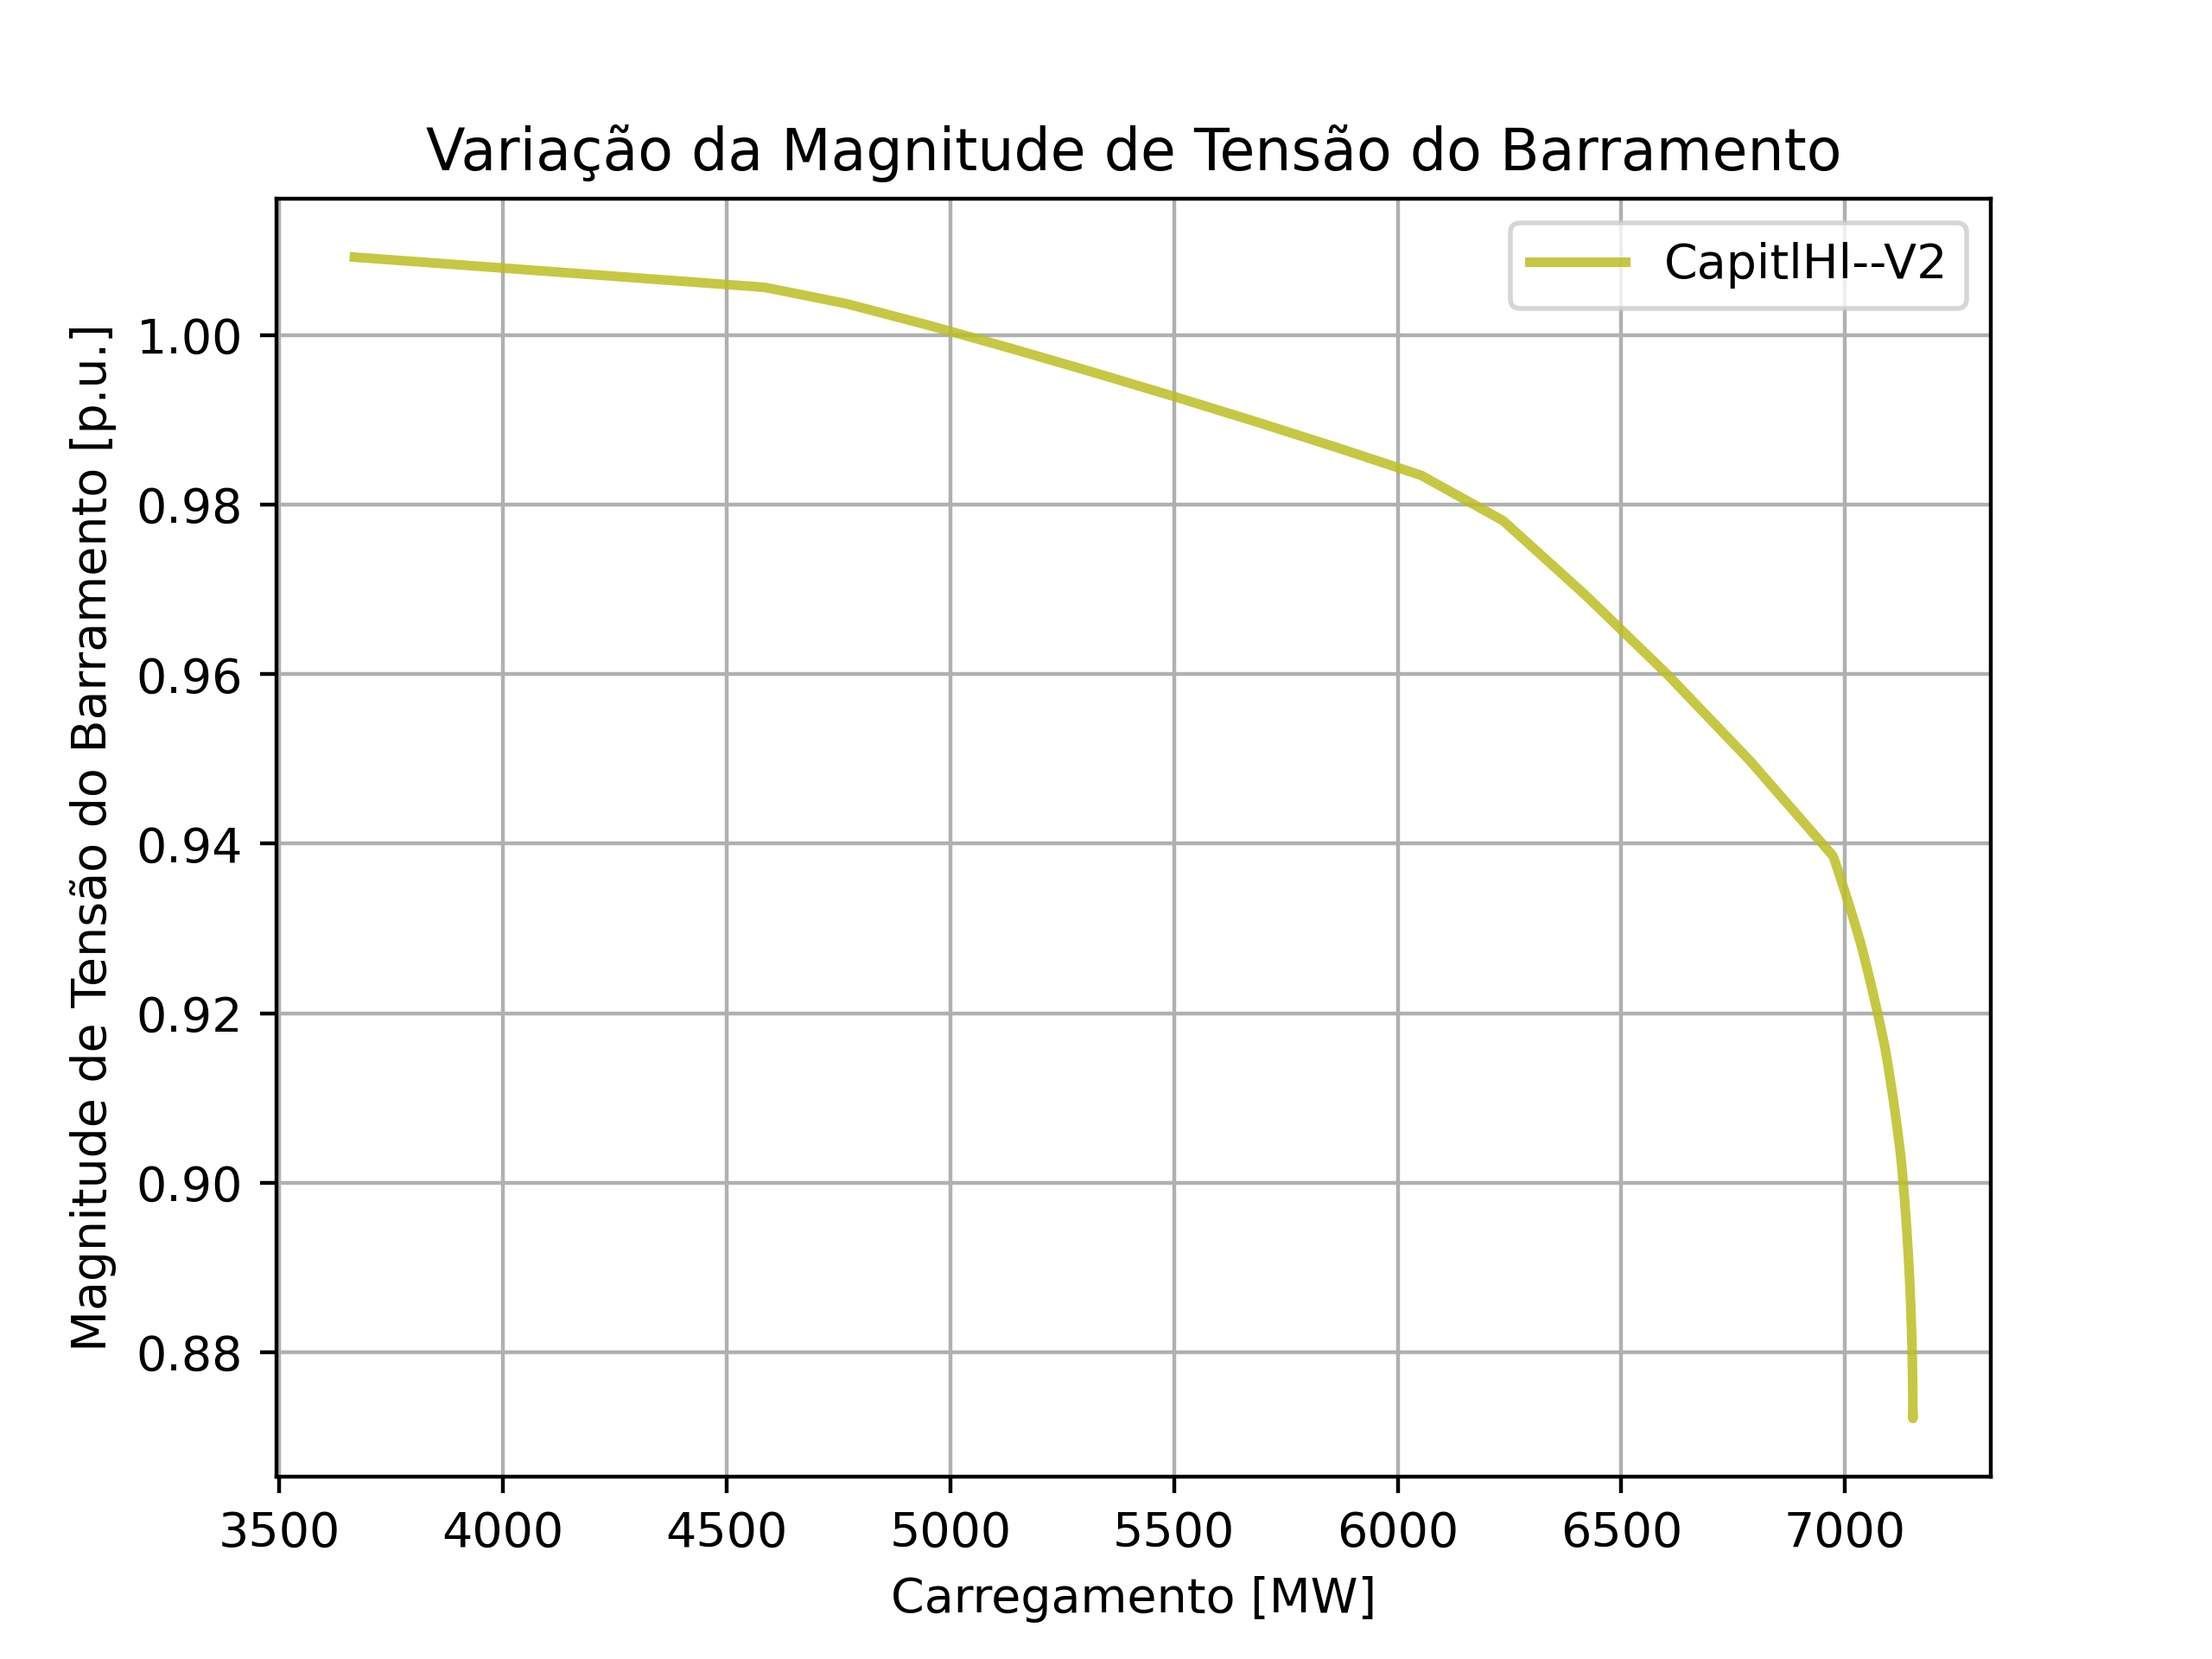 Variação da Magnitude de Tensão do Barramento
CapitlHl--V2
Magnitude de Tensão do Barramento [p.u.]
1.00
0.98
0.96
0.94
0.92
0.90
0.88
3500 4000 4500 5000 5500 6000 6500 7000
Carregamento [MW]